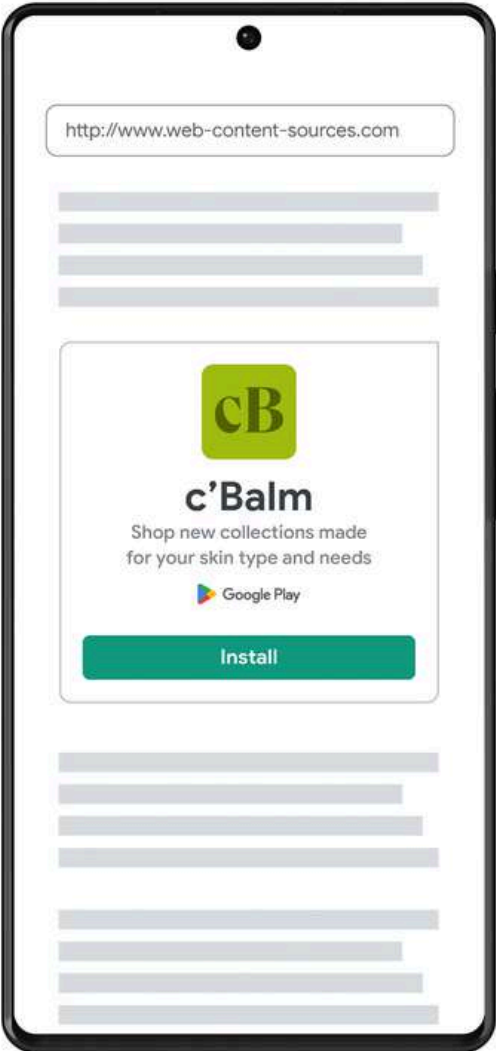 http://www.web-content-sources.com
cB
c’Balm
Shop new collections made
for your skin type and needs
Google Play
Install